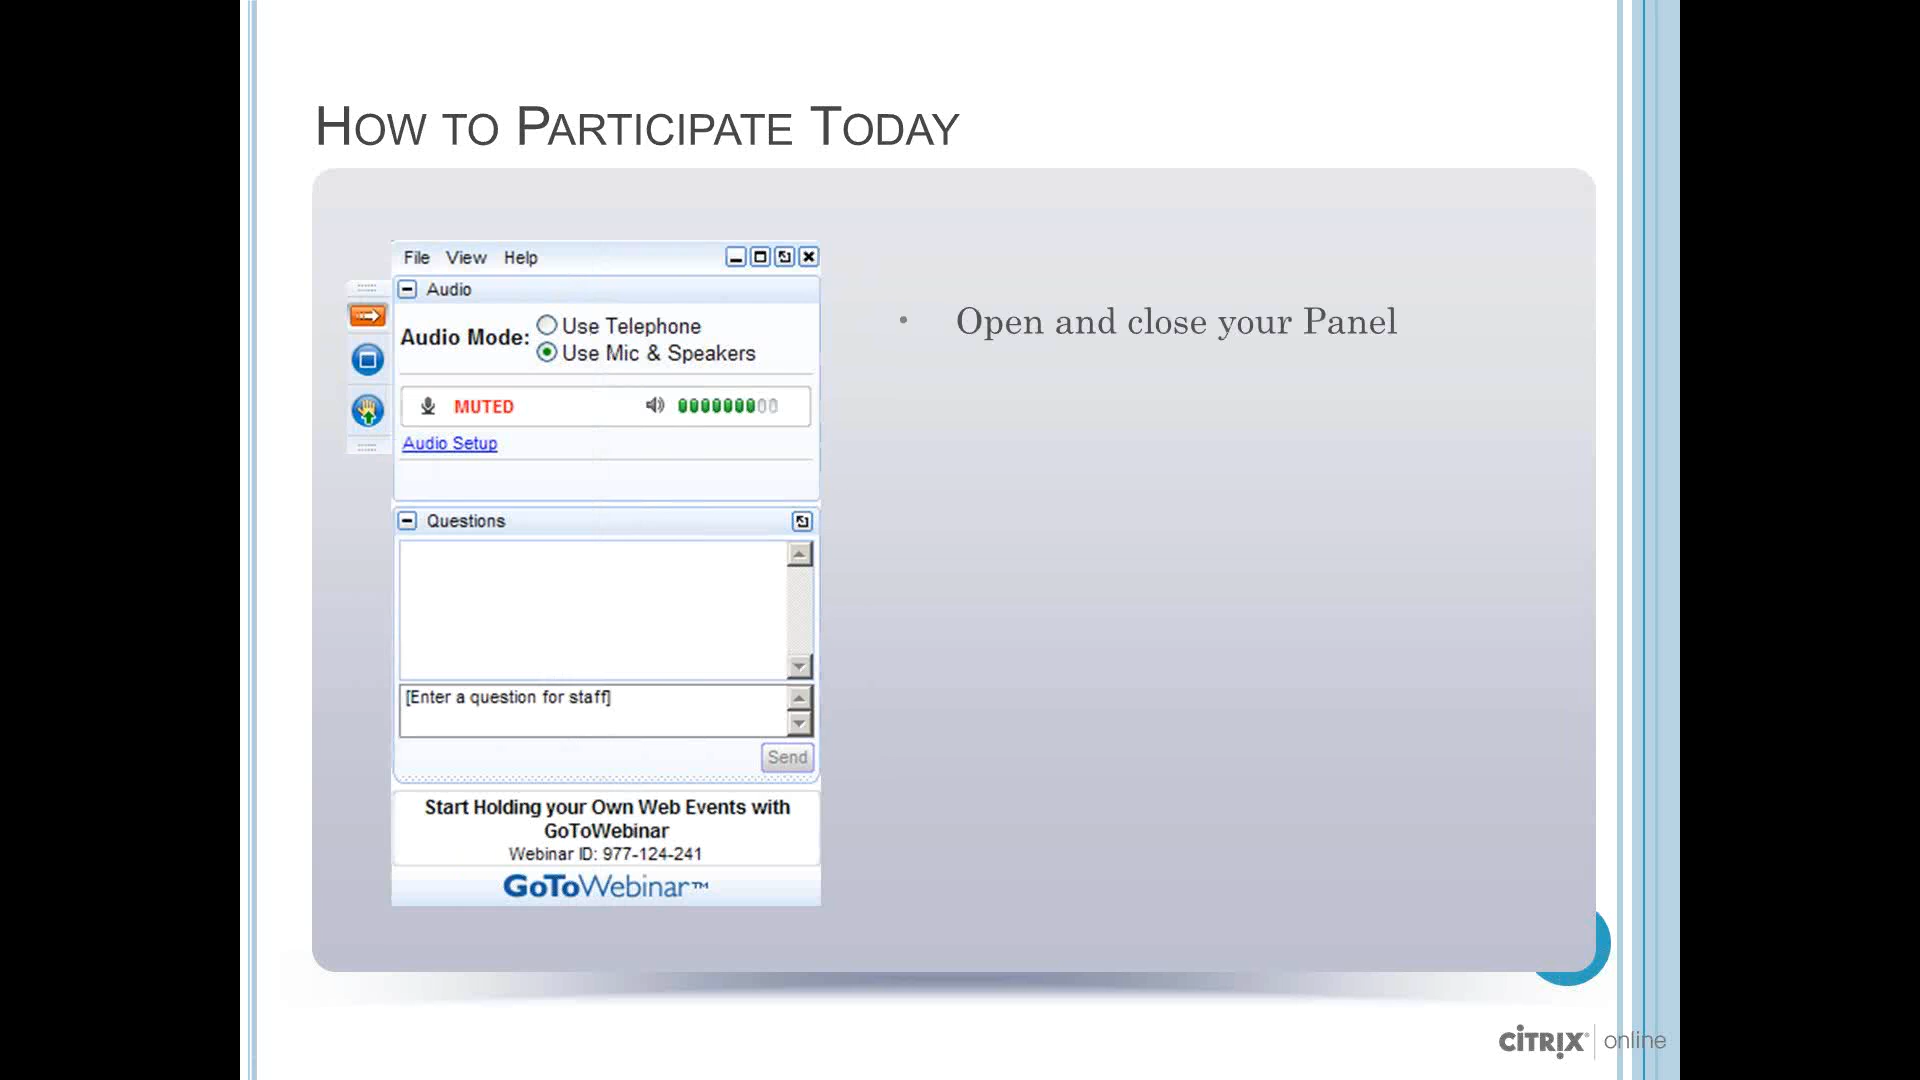 HOW TO PARTICIPATE TODAY
File View Help
Audio
Audio Mode:
Use Telephone
Use Mic & Speakers
MUTED
Audio Setup
Questions
[Enter a question for staff]
Send
Start Holding your Own Web Events with
GoToWebinar
Webinar ID: 977-124-241
GoToWebinar™
• Open and close your Panel
CITRIX® online